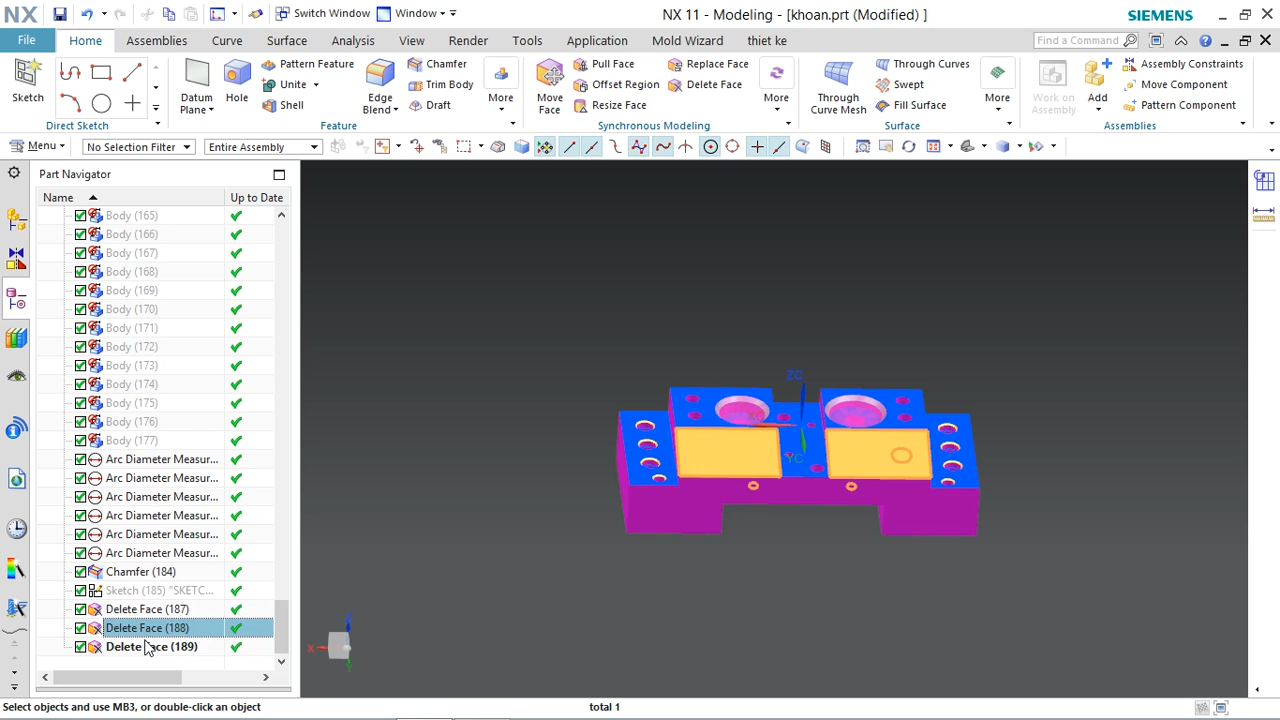 NX
Switch Window
Window
NX 11 - Modeling - [khoan.prt (Modified) ]
SIEMENS
File
Home
Assemblies
Curve
Surface
Analysis
View
Render
Tools
Application
Mold Wizard
thiet ke
Find a Command
Sketch
Direct Sketch
Datum Plane
Hole
Pattern Feature
Unite
Shell
Edge Blend
Chamfer
Trim Body
Draft
More
Feature
Move Face
Pull Face
Offset Region
Resize Face
Replace Face
Delete Face
More
Synchronous Modeling
Through Curve Mesh
Through Curves
Swept
Fill Surface
More
Surface
Work on Assembly
Add
Assembly Constraints
Move Component
Pattern Component
Assemblies
Menu
No Selection Filter
Entire Assembly
Part Navigator
Name
Up to Date
Body (165)
Body (166)
Body (167)
Body (168)
Body (169)
Body (170)
Body (171)
Body (172)
Body (173)
Body (174)
Body (175)
Body (176)
Body (177)
Arc Diameter Measur...
Arc Diameter Measur...
Arc Diameter Measur...
Arc Diameter Measur...
Arc Diameter Measur...
Arc Diameter Measur...
Chamfer (184)
Sketch (185) "SKETC...
Delete Face (187)
Delete Face (188)
Delete Face (189)
ZC
YC
X
Select objects and use MB3, or double-click an object
total 1